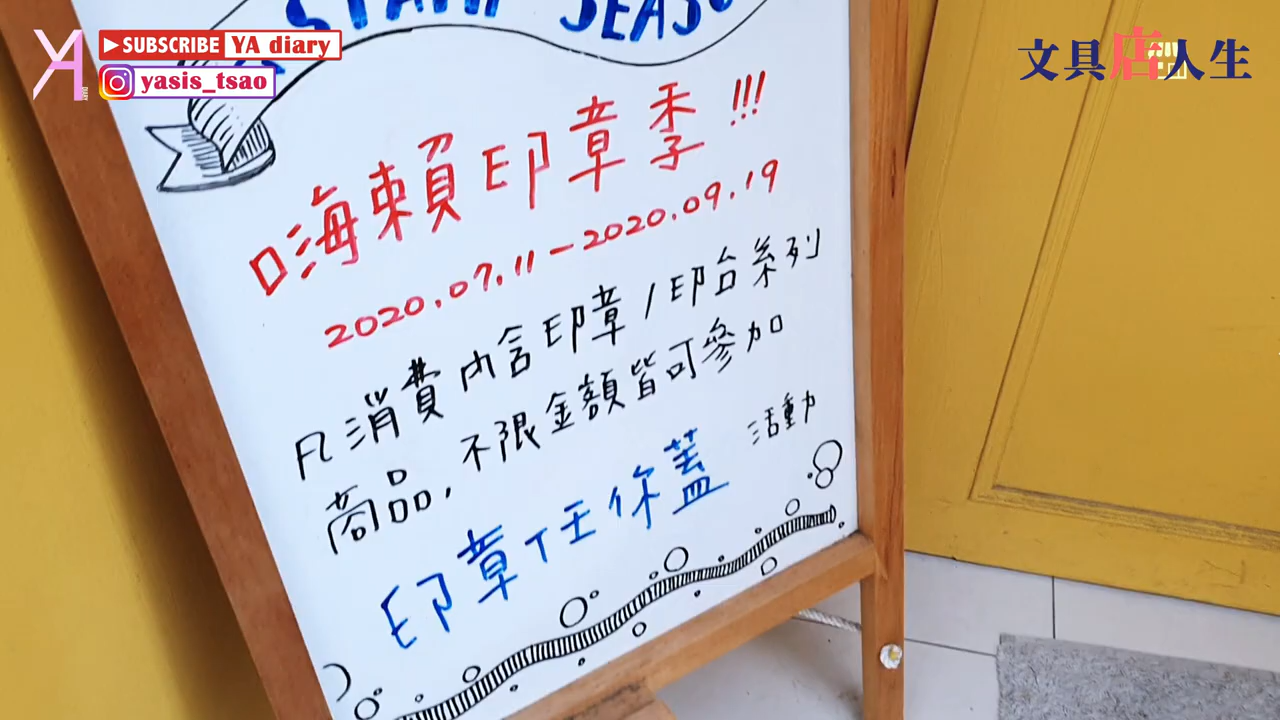 STAMP SEASO
SUBSCRIBE YA diary
yasis_tsao
YA
DIARY
文具店人生
嗨賴印章季!!!
2020.07.11-2020.09.19
凡消費內含印章/印台系列
商品,不限金額皆可參加
印章任你蓋 活動